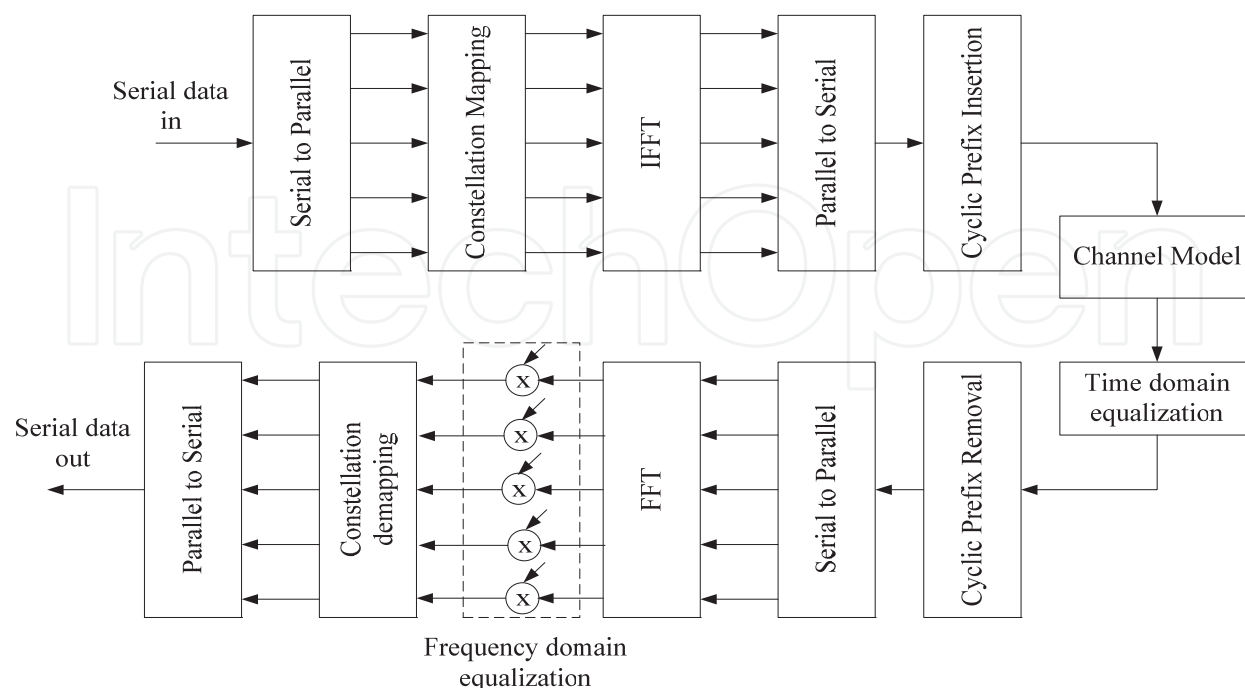 Serial data
in
Serial to Parallel
Constellation Mapping
IFFT
Parallel to Serial
Cyclic Prefix Insertion
Channel Model
Time domain
equalization
Cyclic Prefix Removal
Serial to Parallel
FFT
x
x
x
x
x
Frequency domain
equalization
Constellation
demapping
Parallel to Serial
Serial data
out
IntechOpen